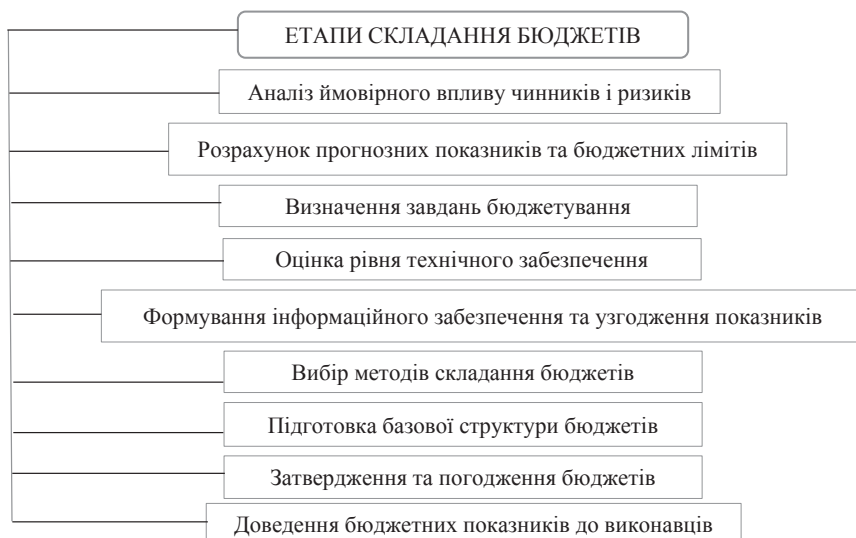 ЕТАПИ СКЛАДАННЯ БЮДЖЕТІВ
Аналіз ймовірного впливу чинників і ризиків
Розрахунок прогнозних показників та бюджетних лімітів
Визначення завдань бюджетування
Оцінка рівня технічного забезпечення
Формування інформаційного забезпечення та узгодження показників
Вибір методів складання бюджетів
Підготовка базової структури бюджетів
Затвердження та погодження бюджетів
Доведення бюджетних показників до виконавців